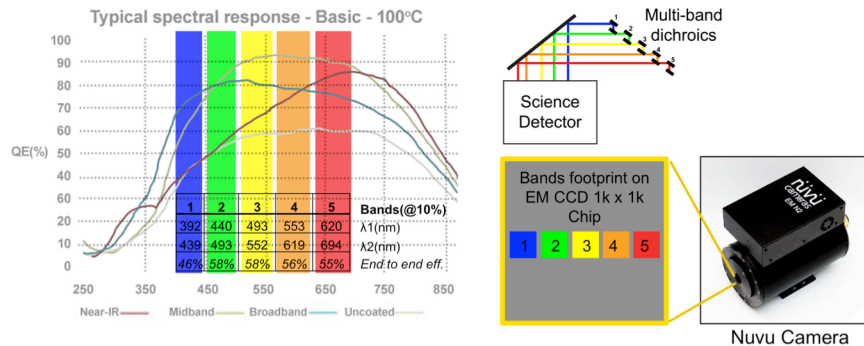 Typical spectral response - Basic - 100°C
100
90
80
70
60
50
40
30
60
20
10
0
QE(%)
1 2 3 4 5 Bands(@10%)
392 440 493 553 620 λ1(nm)
439 493 552 619 694 λ2(nm)
46% 58% 58% 56% 55% End to end eff.
250 350 450 550 650 750 850
Near-IR Midband Broadband Uncoated
Multi-band
dichroics
1
2
3
4
5
Science
Detector
Bands footprint on
EM CCD 1k x 1k
Chip
1 2 3 4 5
nüvü
cameras
EM N2
Nuvu Camera